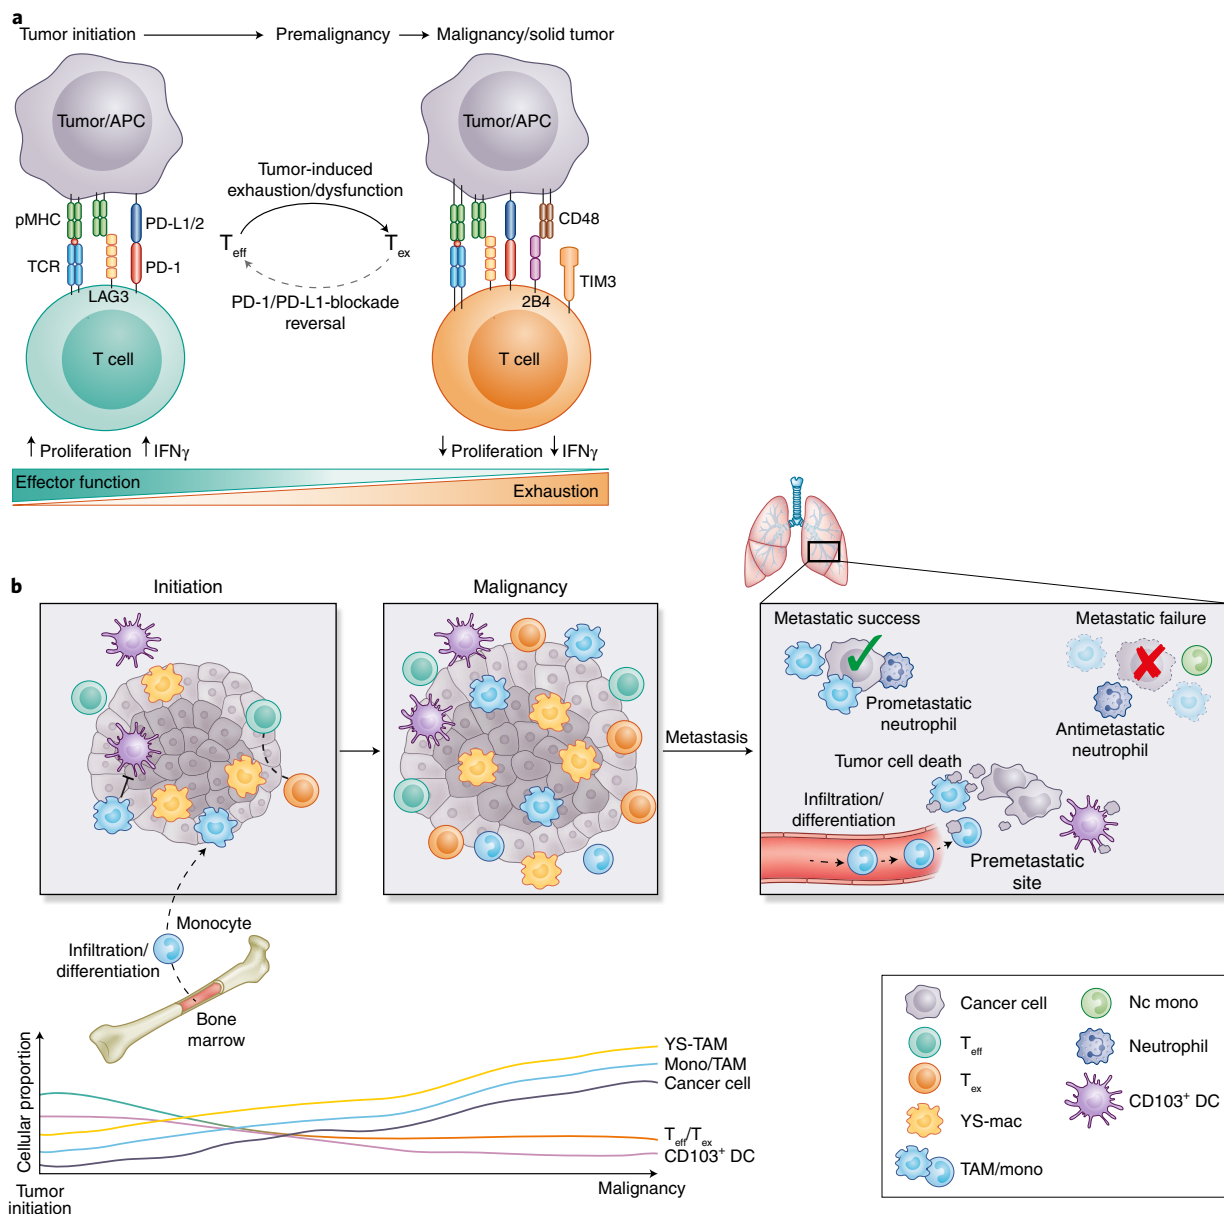 a
Tumor initiation
Premalignancy
Malignancy/solid tumor
Tumor/APC
Tumor/APC
Tumor-induced
exhaustion/dysfunction
pMHC
PD-L1/2
CD48
Teff
Tex
TCR
PD-1
TIM3
LAG3
PD-1/PD-L1-blockade
reversal
2B4
T cell
T cell
↑ Proliferation ↑ IFNγ
↓ Proliferation ↓ IFNγ
Effector function
Exhaustion
b
Initiation
Malignancy
Metastasis
Metastatic success
Metastatic failure
Prometastatic
neutrophil
Antimetastatic
neutrophil
Tumor cell death
Infiltration/
differentiation
Premetastatic
site
Monocyte
Infiltration/
differentiation
Bone
marrow
Cellular proportion
YS-TAM
Mono/TAM
Cancer cell
Teff/Tex
CD103+ DC
Tumor
initiation
Malignancy
Cancer cell
Nc mono
Teff
Neutrophil
Tex
CD103+ DC
YS-mac
TAM/mono